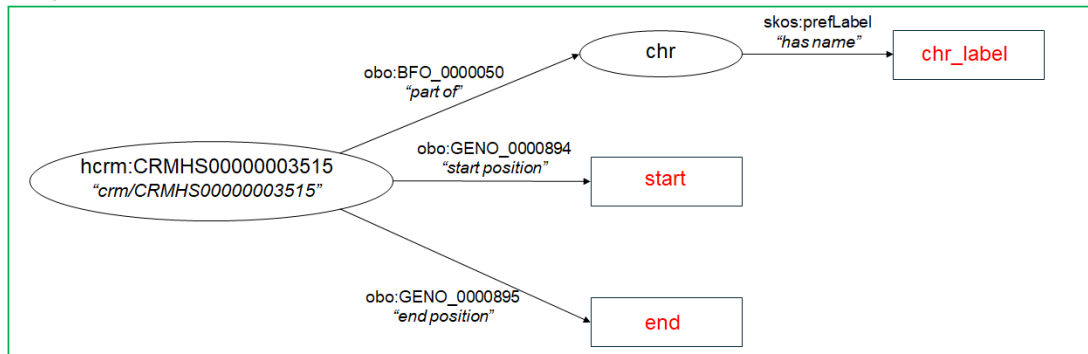 skos:prefLabel
“has name”
chr
chr_label
obo:BFO_0000050
“part of”
obo:GENO_0000894
“start position”
hcrm:CRMHS00000003515
“crm/CRMHS00000003515”
start
obo:GENO_0000895
“end position”
end